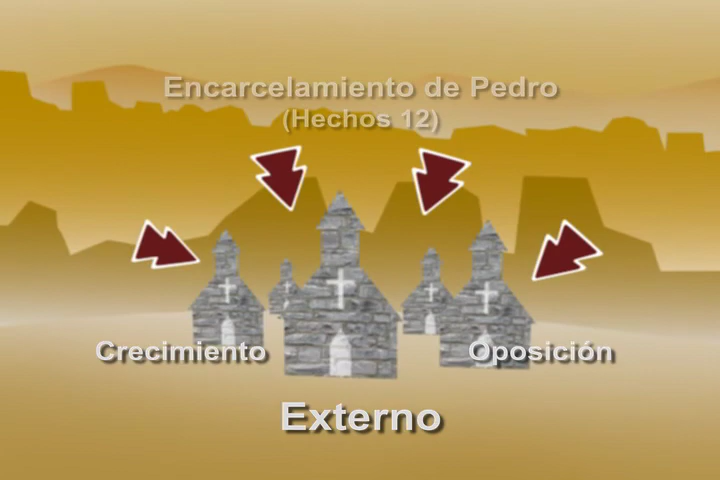 Encarcelamiento de Pedro
(Hechos 12)
Crecimiento
Oposición
Externo